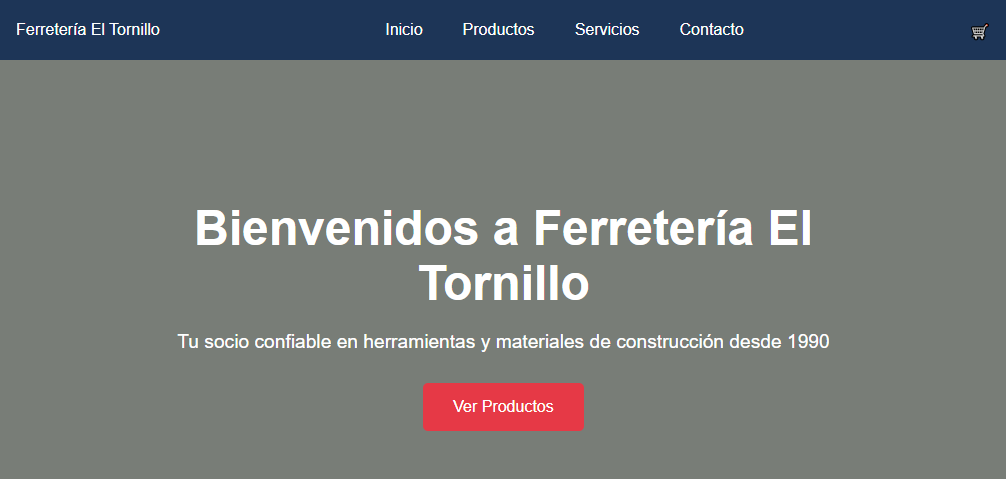 Ferretería El Tornillo
Inicio
Productos
Servicios
Contacto
Bienvenidos a Ferretería El
Tornillo
Tu socio confiable en herramientas y materiales de construcción desde 1990
Ver Productos